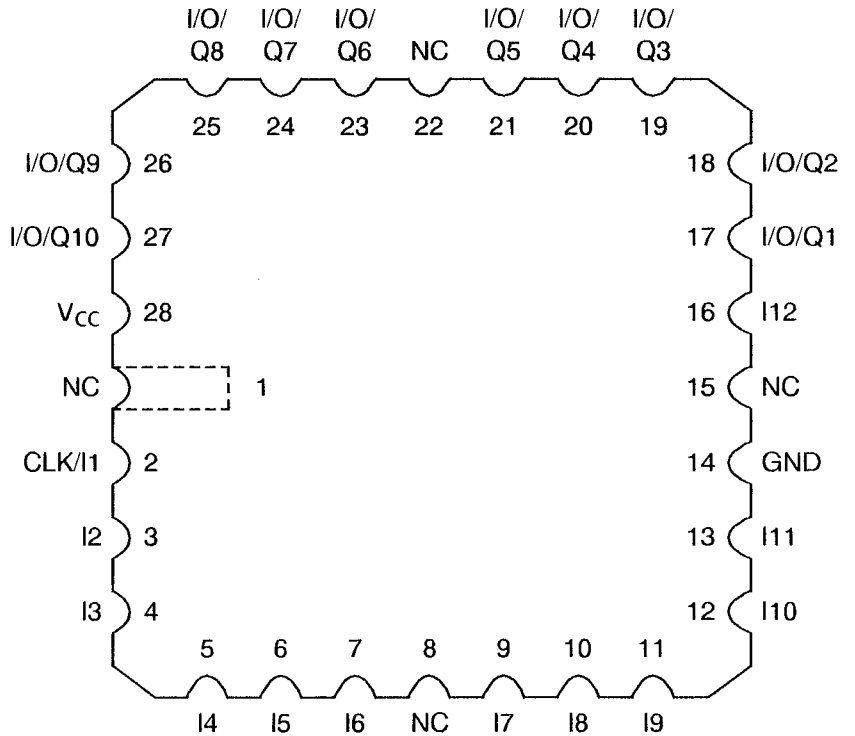 I/O/ I/O/ I/O/ I/O/ I/O/ I/O/
Q8 Q7 Q6 NC Q5 Q4 Q3
25 24 23 22 21 20 19
I/O/Q9 26 18 I/O/Q2
I/O/Q10 27 17 I/O/Q1
VCC 28 16 I12
NC 1 15 NC
CLK/I1 2 14 GND
I2 3 13 I11
I3 4 12 I10
5 6 7 8 9 10 11
I4 I5 I6 NC I7 I8 I9